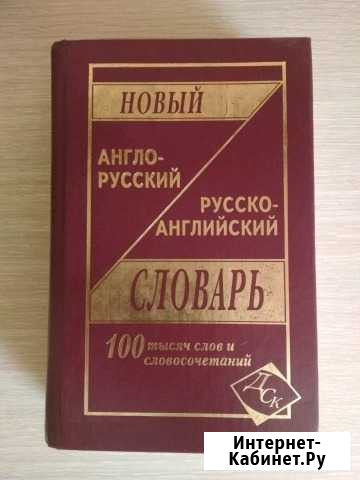 НОВЫЙ
АНГЛО-
РУССКИЙ
РУССКО-
АНГЛИЙСКИЙ
СЛОВАРЬ
100 тысяч слов и
словосочетаний
ДСК
Интернет-
Кабинет.Ру